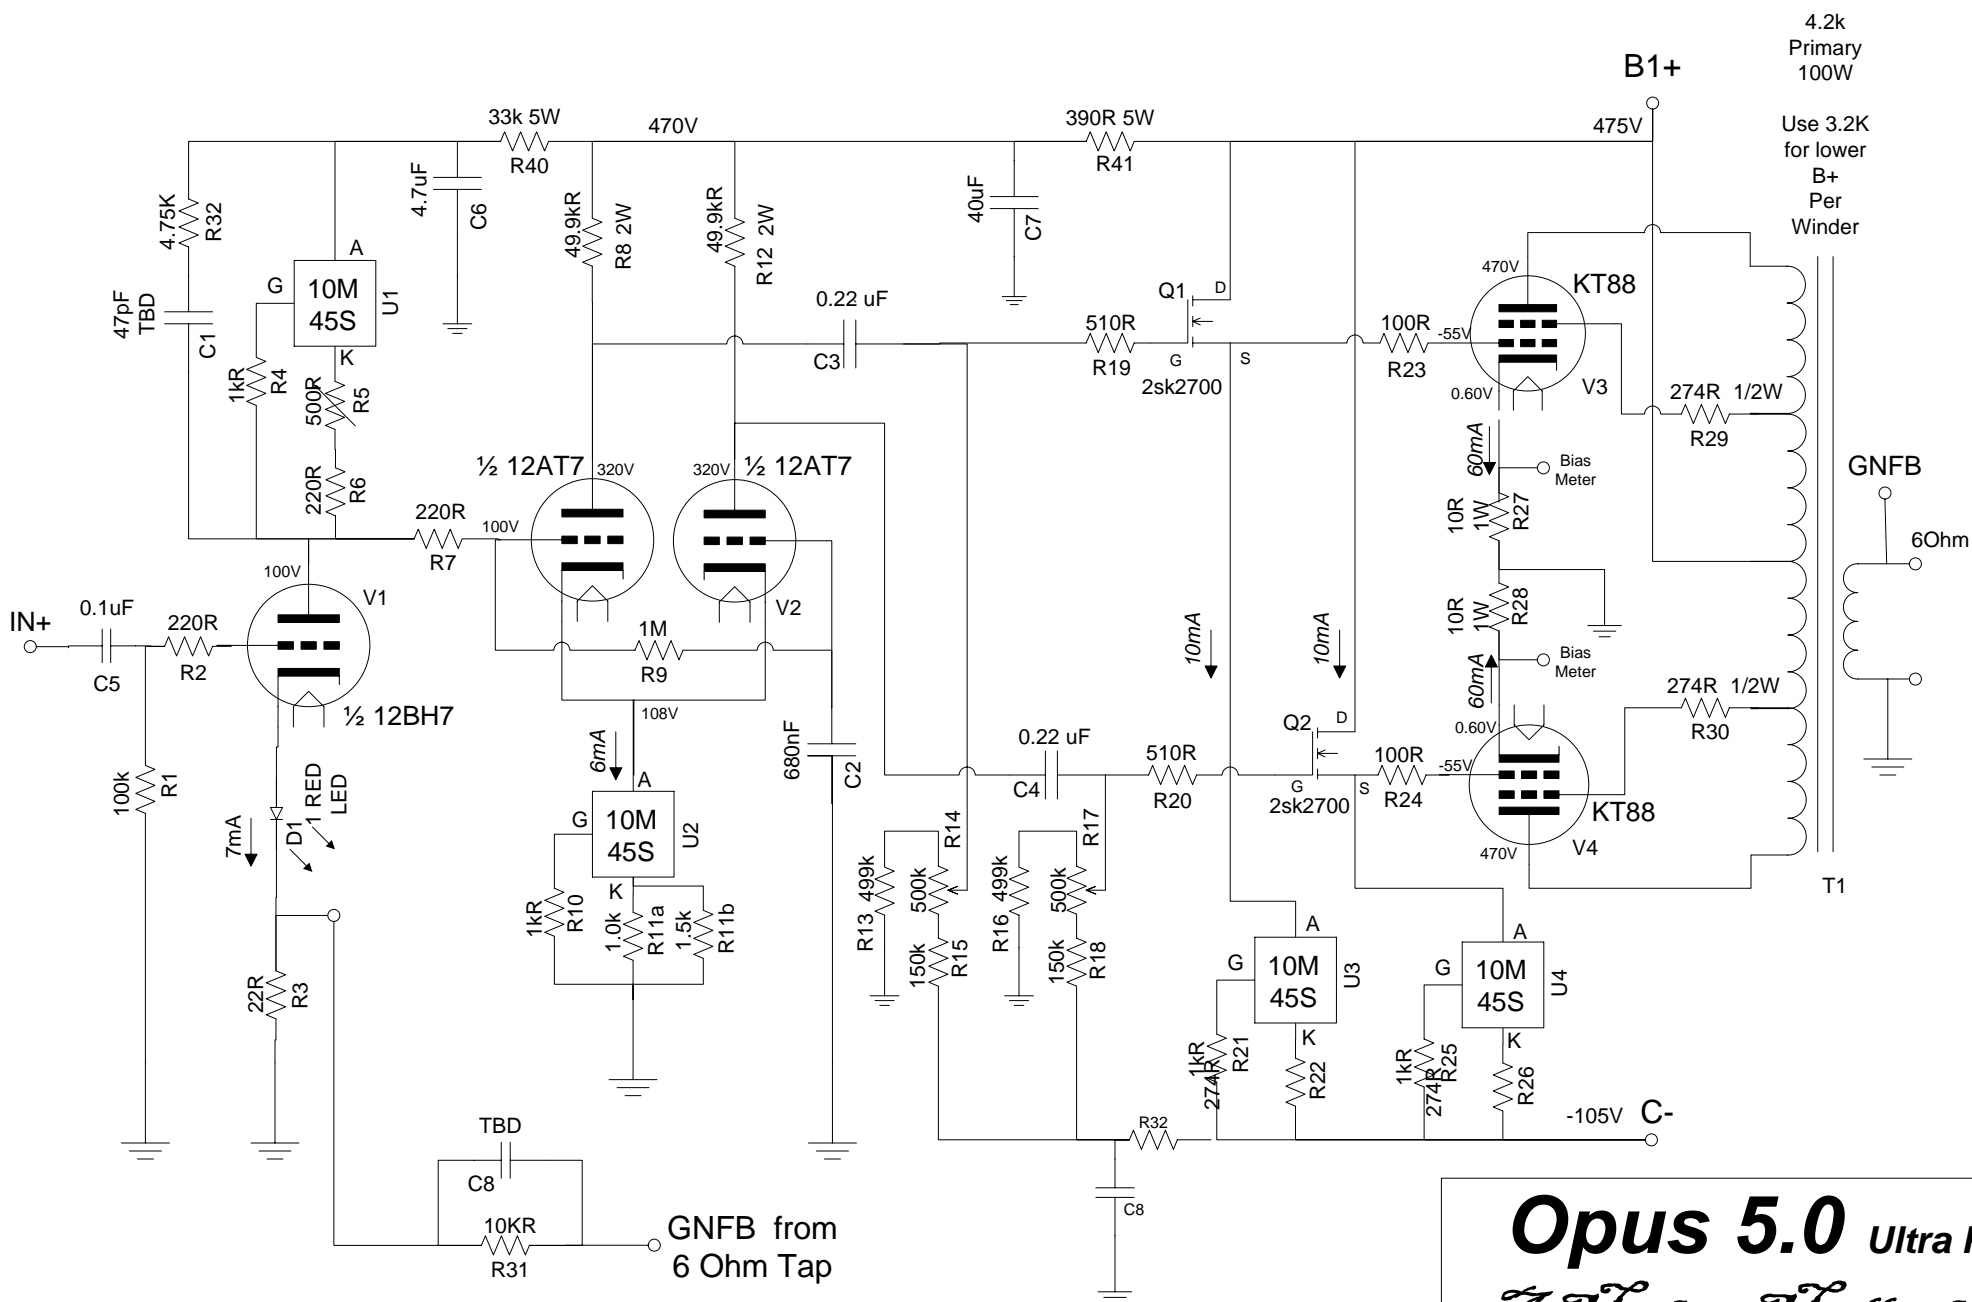 4.2k
Primary
100W
B1+
Use 3.2K
for lower
B+
Per
Winder
33k 5W
R40
470V
390R 5W
R41
475V
4.75K
R32
4.7uF
C6
49.9kR
R8 2W
49.9kR
R12 2W
40uF
C7
47pF
TBD
C1
A
G
10M
45S
U1
K
1kR
R4
500R
R5
220R
R6
0.22 uF
C3
510R
R19
Q1
D
G
S
2sk2700
100R
R23
-55V
470V
KT88
0.60V
V3
274R 1/2W
R29
60mA
Bias
Meter
10R
1W
R27
GNFB
6Ohm
½ 12AT7
320V
320V
½ 12AT7
220R
R7
100V
V2
100V
V1
IN+
0.1uF
C5
220R
R2
½ 12BH7
1M
R9
108V
6mA
680nF
C2
10mA
10mA
10R
1W
R28
Bias
Meter
60mA
0.60V
274R 1/2W
R30
100k
R1
7mA
D1
1 RED
LED
22R
R3
A
G
10M
45S
U2
K
1kR
R10
1.0k
R11a
1.5k
R11b
0.22 uF
C4
510R
R20
Q2
D
G
S
2sk2700
100R
R24
-55V
KT88
470V
V4
T1
R13 499k
500k
R14
150k
R15
R16 499k
500k
R17
150k
R18
A
G
10M
45S
U3
K
1kR
R21
274R
R22
A
G
10M
45S
U4
K
1kR
R25
274R
R26
-105V
C-
R32
C8
TBD
C8
10KR
R31
GNFB from
6 Ohm Tap
Opus 5.0 Ultra